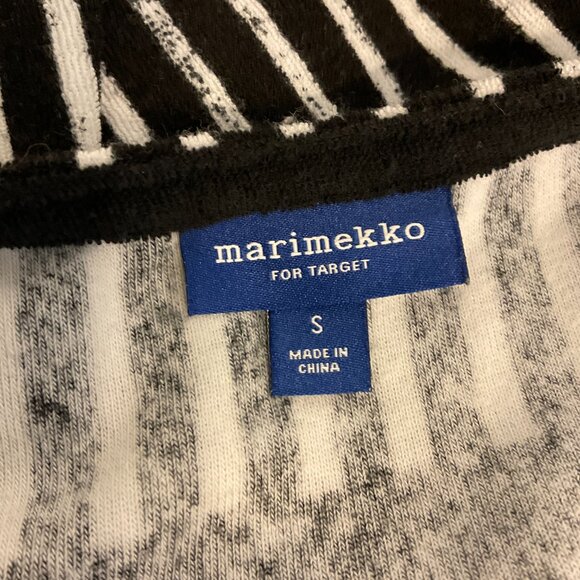 marimekko
FOR TARGET
S
MADE IN
CHINA